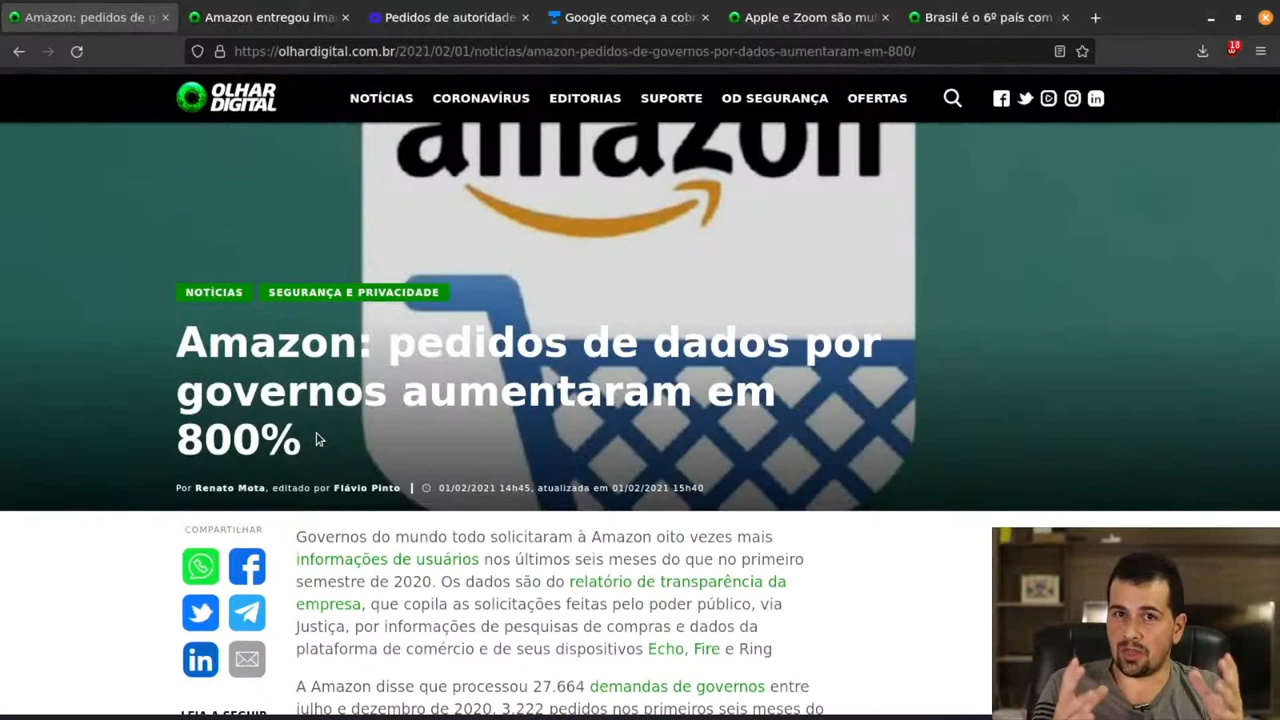 Amazon: pedidos de g
Amazon entregou ima
Pedidos de autoridade
Google começa a cobr
Apple e Zoom são mul
Brasil é o 6º país com
https://olhardigital.com.br/2021/02/01/noticias/amazon-pedidos-de-governos-por-dados-aumentaram-em-800/
18
OLHAR DIGITAL
NOTÍCIAS
CORONAVÍRUS
EDITORIAS
SUPORTE
OD SEGURANÇA
OFERTAS
amazon
NOTÍCIAS
SEGURANÇA E PRIVACIDADE
Amazon: pedidos de dados por
governos aumentaram em
800%
Por Renato Mota, editado por Flávio Pinto
01/02/2021 14h45, atualizada em 01/02/2021 15h40
COMPARTILHAR
Governos do mundo todo solicitaram à Amazon oito vezes mais
informações de usuários nos últimos seis meses do que no primeiro
semestre de 2020. Os dados são do relatório de transparência da
empresa, que copila as solicitações feitas pelo poder público, via
Justiça, por informações de pesquisas de compras e dados da
plataforma de comércio e de seus dispositivos Echo, Fire e Ring
A Amazon disse que processou 27.664 demandas de governos entre
julho e dezembro de 2020. 3.222 pedidos nos primeiros seis meses do
LEIA A SEGUIR